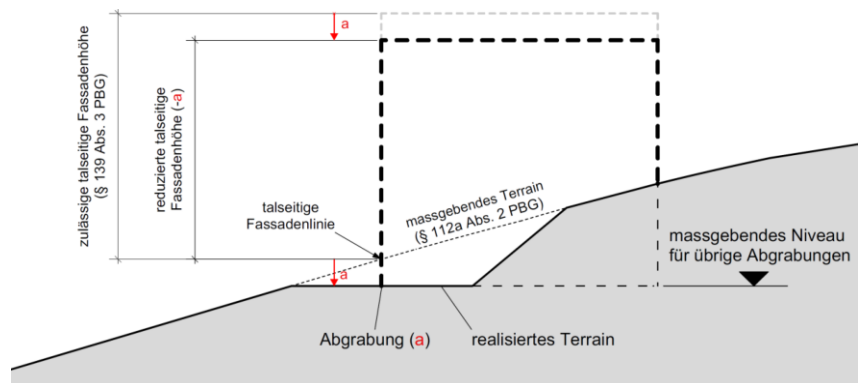 a
zulässige talseitige Fassadenhöhe
(§ 139 Abs. 3 PBG)
reduzierte talseitige
Fassadenhöhe (-a)
talseitige
Fassadenlinie
massgebendes Terrain
(§ 112a Abs. 2 PBG)
a
massgebendes Niveau
für übrige Abgrabungen
Abgrabung (a)
realisiertes Terrain